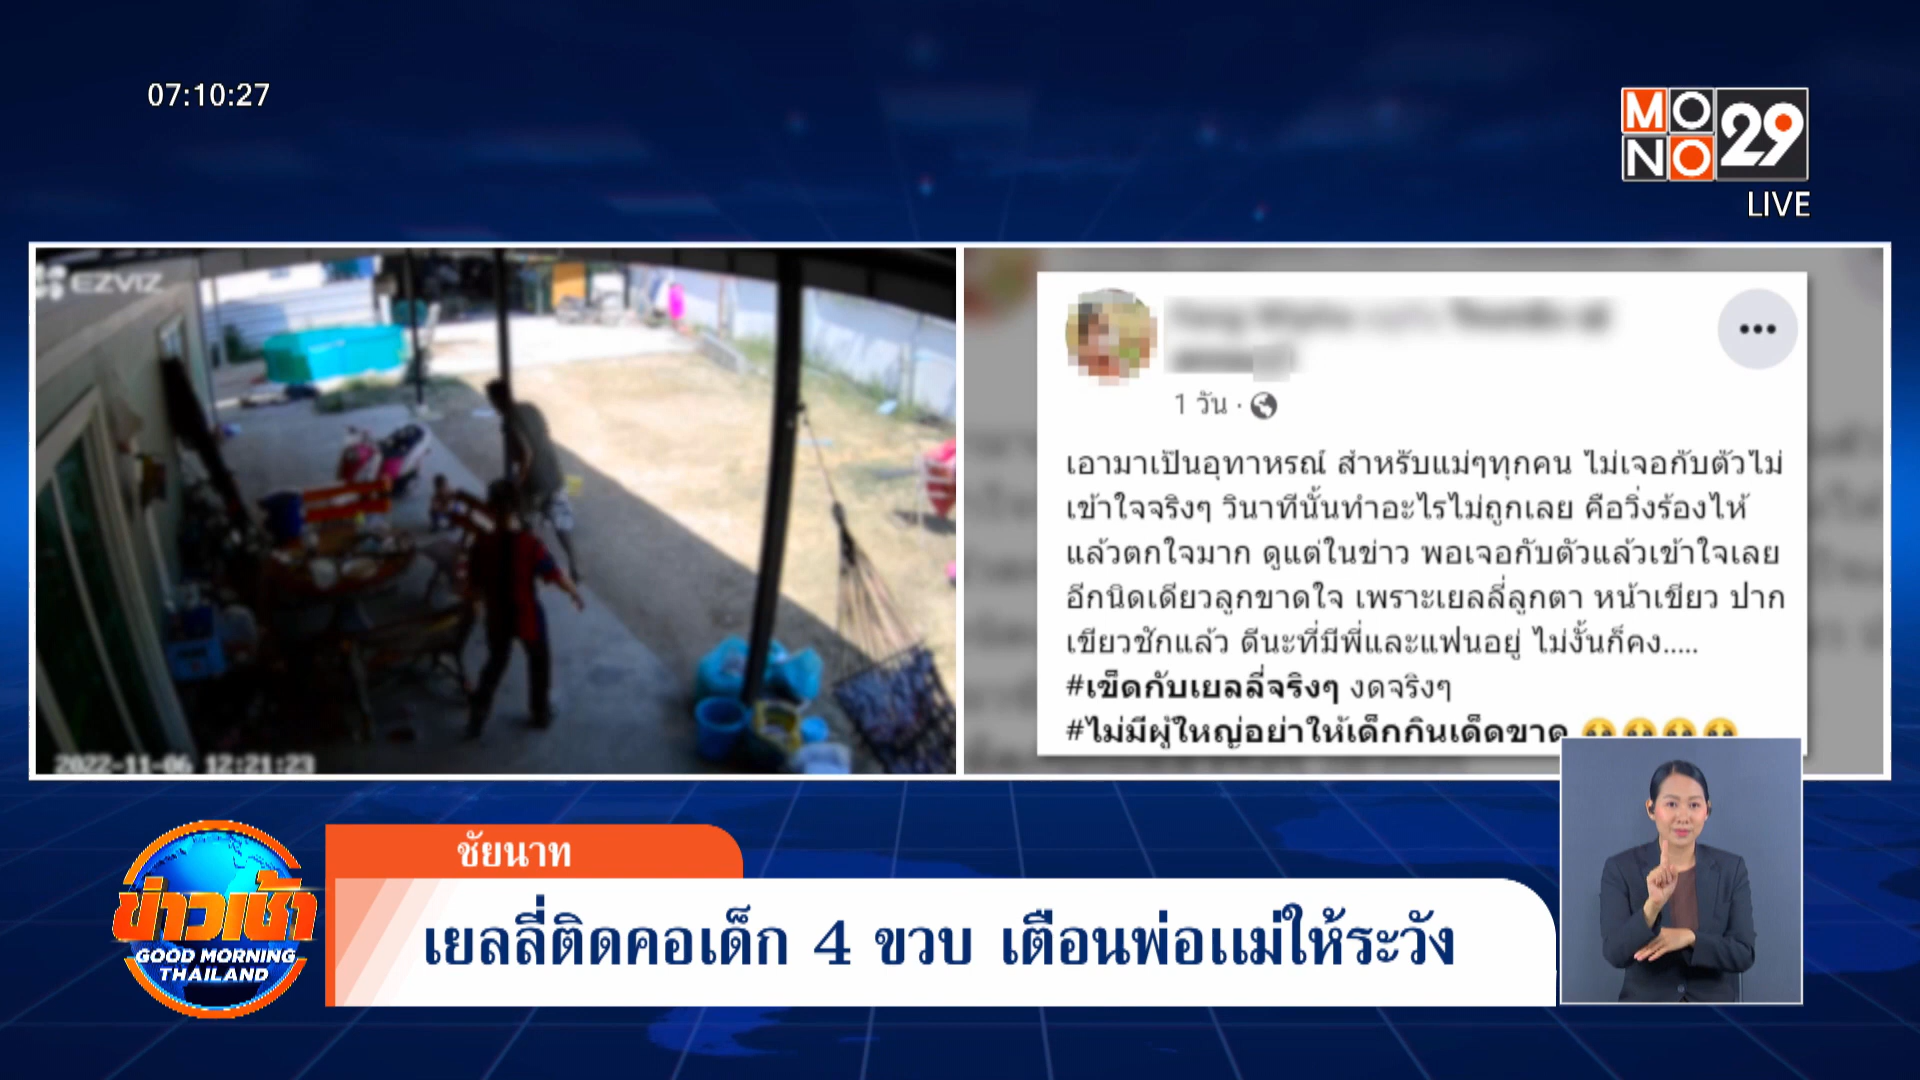 07:10:27
MONO 29
LIVE
EZVIZ
1 วัน ·
เอามาเป็นอุทาหรณ์ สำหรับแม่ๆทุกคน ไม่เจอกับตัวไม่
เข้าใจจริงๆ วินาทีนั้นทำอะไรไม่ถูกเลย คือวิ่งร้องไห้
แล้วตกใจมาก ดูแต่ในข่าว พอเจอกับตัวแล้วเข้าใจเลย
อีกนิดเดียวลูกขาดใจ เพราะเยลลี่ลูกตา หน้าเขียว ปาก
เขียวชักแล้ว ดีนะที่มีพี่และแฟนอยู่ ไม่งั้นก็คง.....
#เข็ดกับเยลลี่จริงๆ งดจริงๆ
#ไม่มีผู้ใหญ่อย่าให้เด็กกินเด็ดขาด
2022-11-06 12:21:23
ชัยนาท
เยลลี่ติดคอเด็ก 4 ขวบ เตือนพ่อแม่ให้ระวัง
ข่าวเช้า
GOOD MORNING
THAILAND